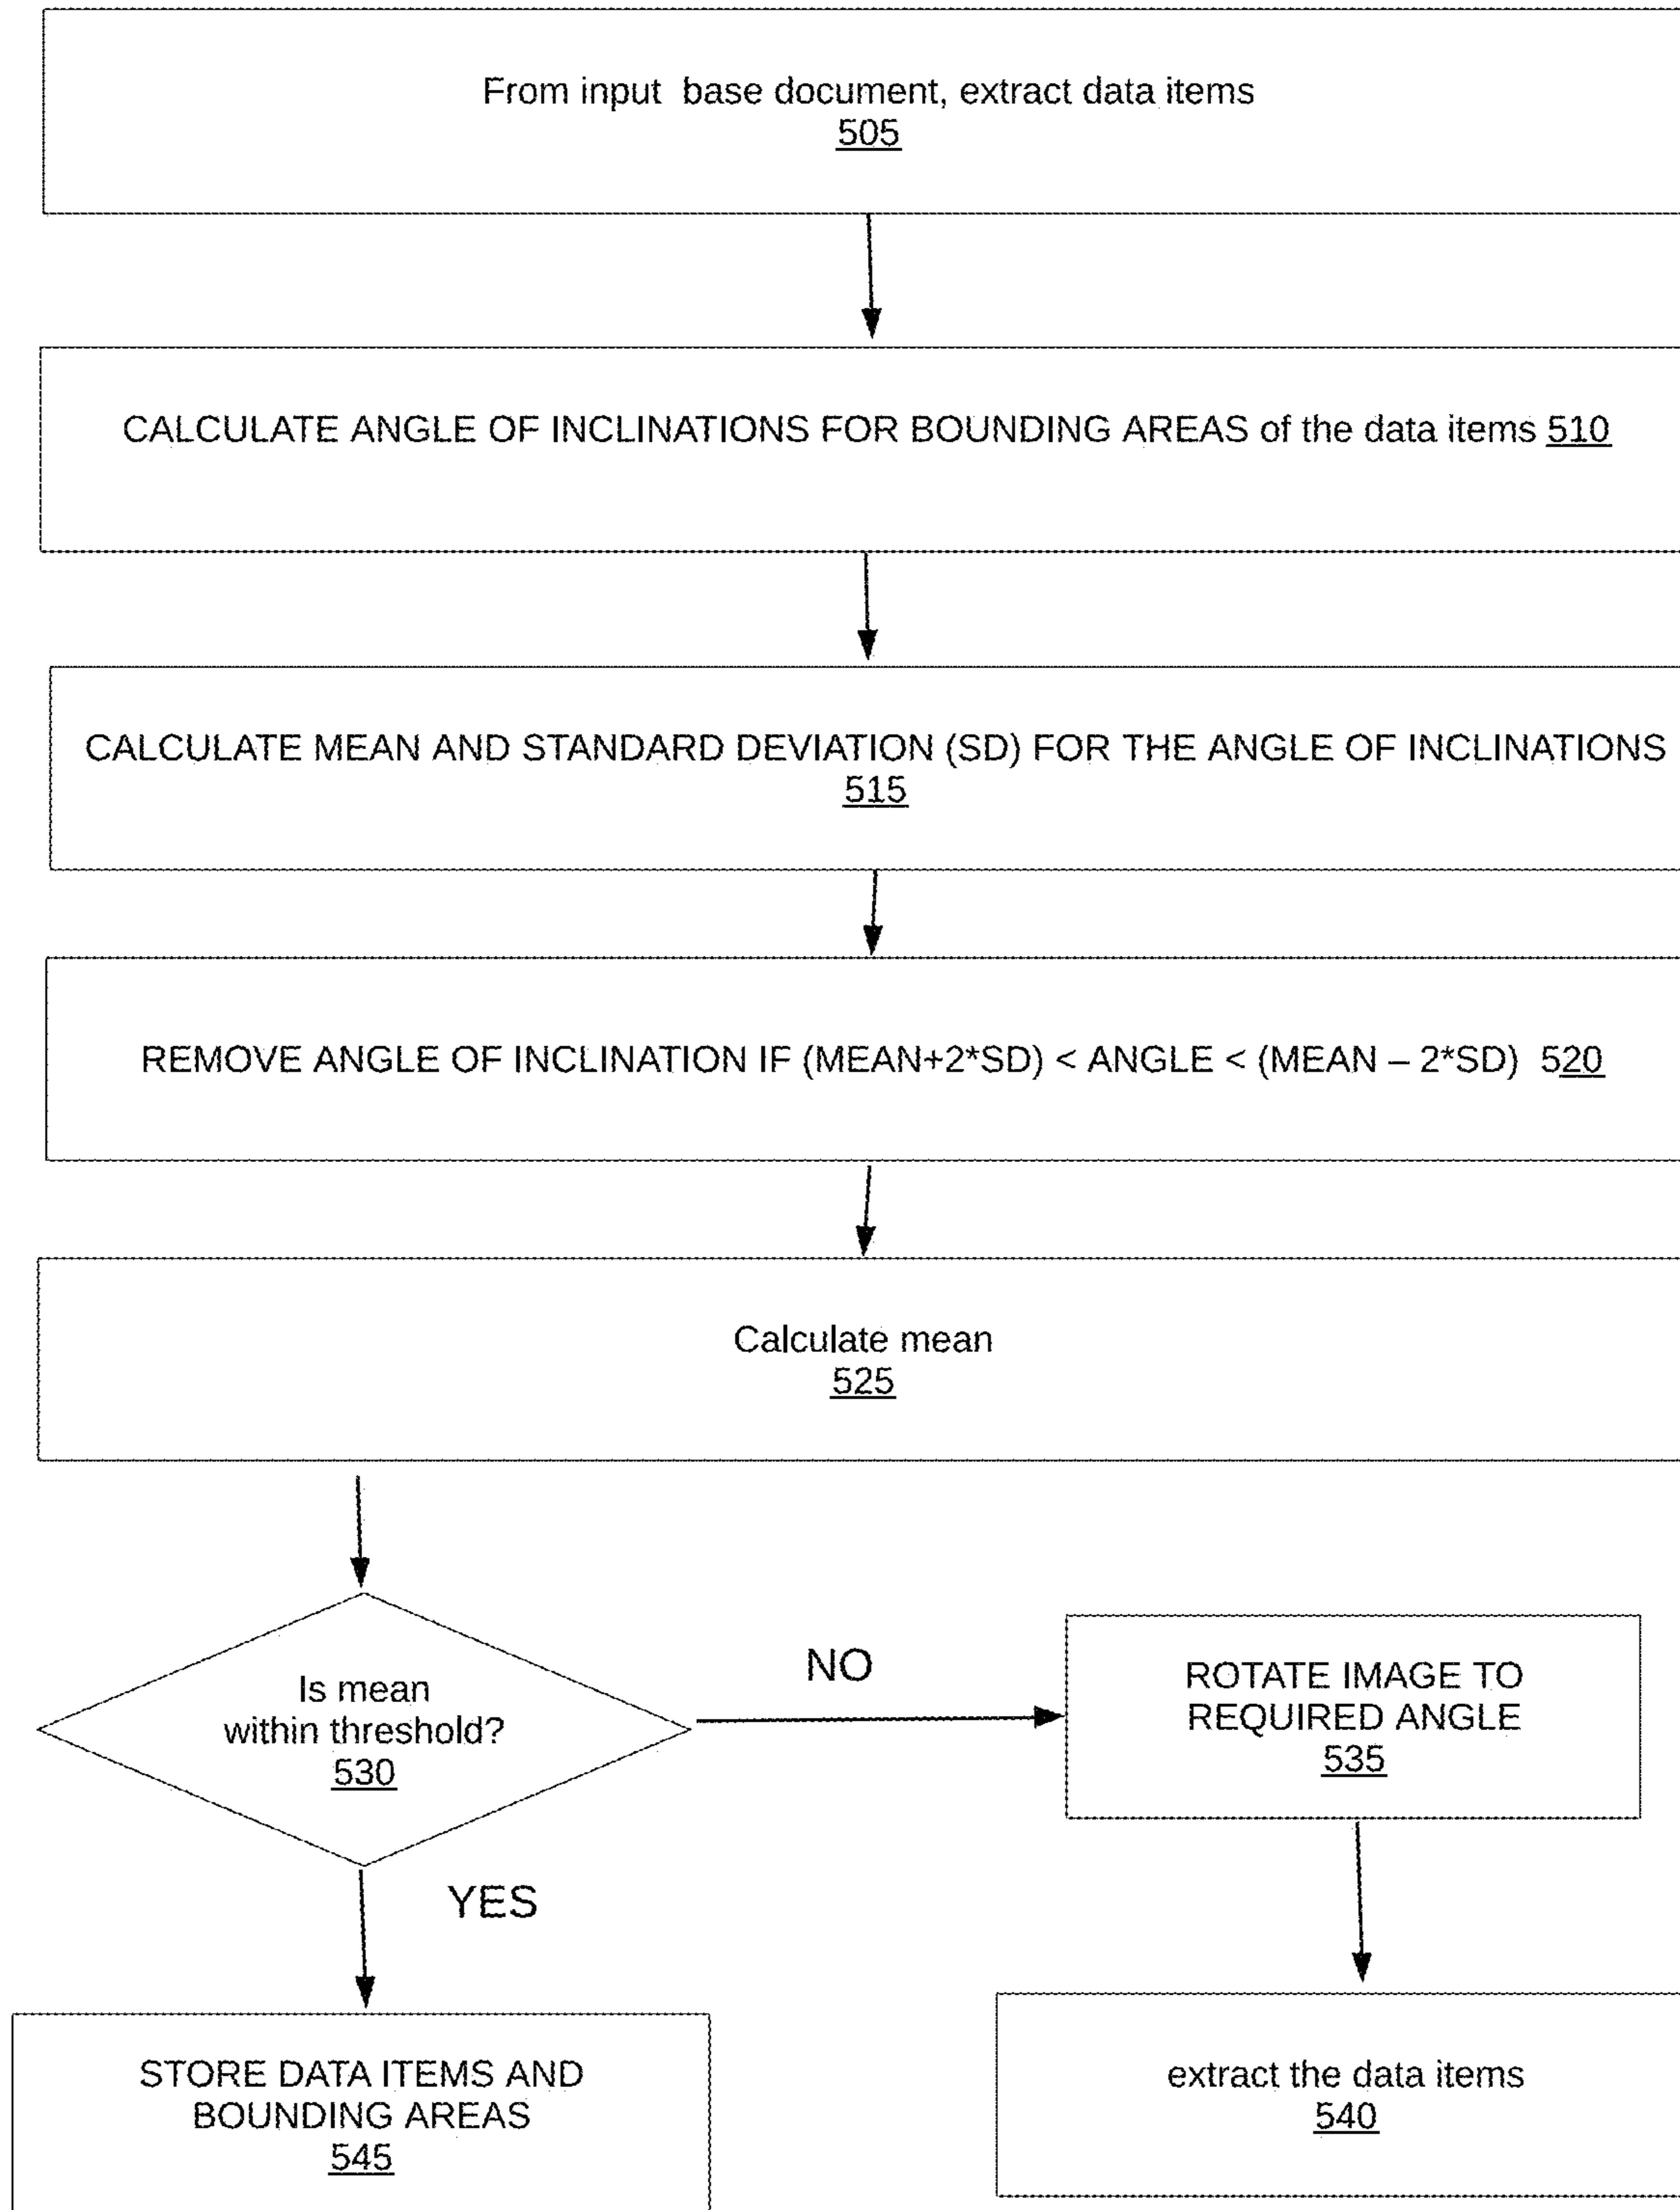 From input base document, extract data items
505
CALCULATE ANGLE OF INCLINATIONS FOR BOUNDING AREAS of the data items 510
CALCULATE MEAN AND STANDARD DEVIATION (SD) FOR THE ANGLE OF INCLINATIONS
515
REMOVE ANGLE OF INCLINATION IF (MEAN+2*SD) < ANGLE < (MEAN – 2*SD) 520
Calculate mean
525
Is mean
within threshold?
530
NO
ROTATE IMAGE TO
REQUIRED ANGLE
535
YES
STORE DATA ITEMS AND
BOUNDING AREAS
545
extract the data items
540